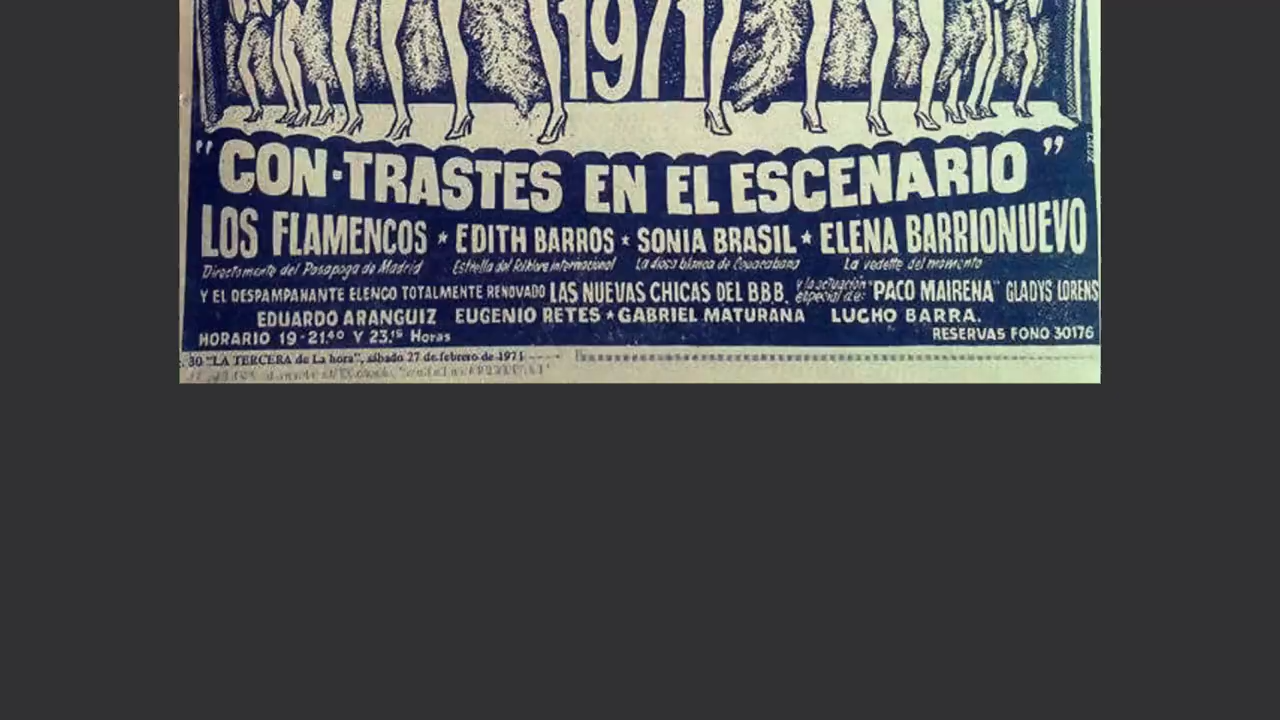 1971
"CON-TRASTES EN EL ESCENARIO"
LOS FLAMENCOS * EDITH BARROS * SONIA BRASIL * ELENA BARRIONUEVO
Directamente del Pasapoga de Madrid Estrella del folklore internacional La diosa blanca de Copacabana La vedette del momento
Y EL DESPAMPANANTE ELENCO TOTALMENTE RENOVADO LAS NUEVAS CHICAS DEL B.B.B. y la actuación especial de: "PACO MAIRENA" GLADYS LORENS
EDUARDO ARANGUIZ EUGENIO RETES * GABRIEL MATURANA LUCHO BARRA.
HORARIO 19-21.40 Y 23.15 Horas RESERVAS FONO 30176
30 "LA TERCERA de La hora", sábado 27 de febrero de 1971